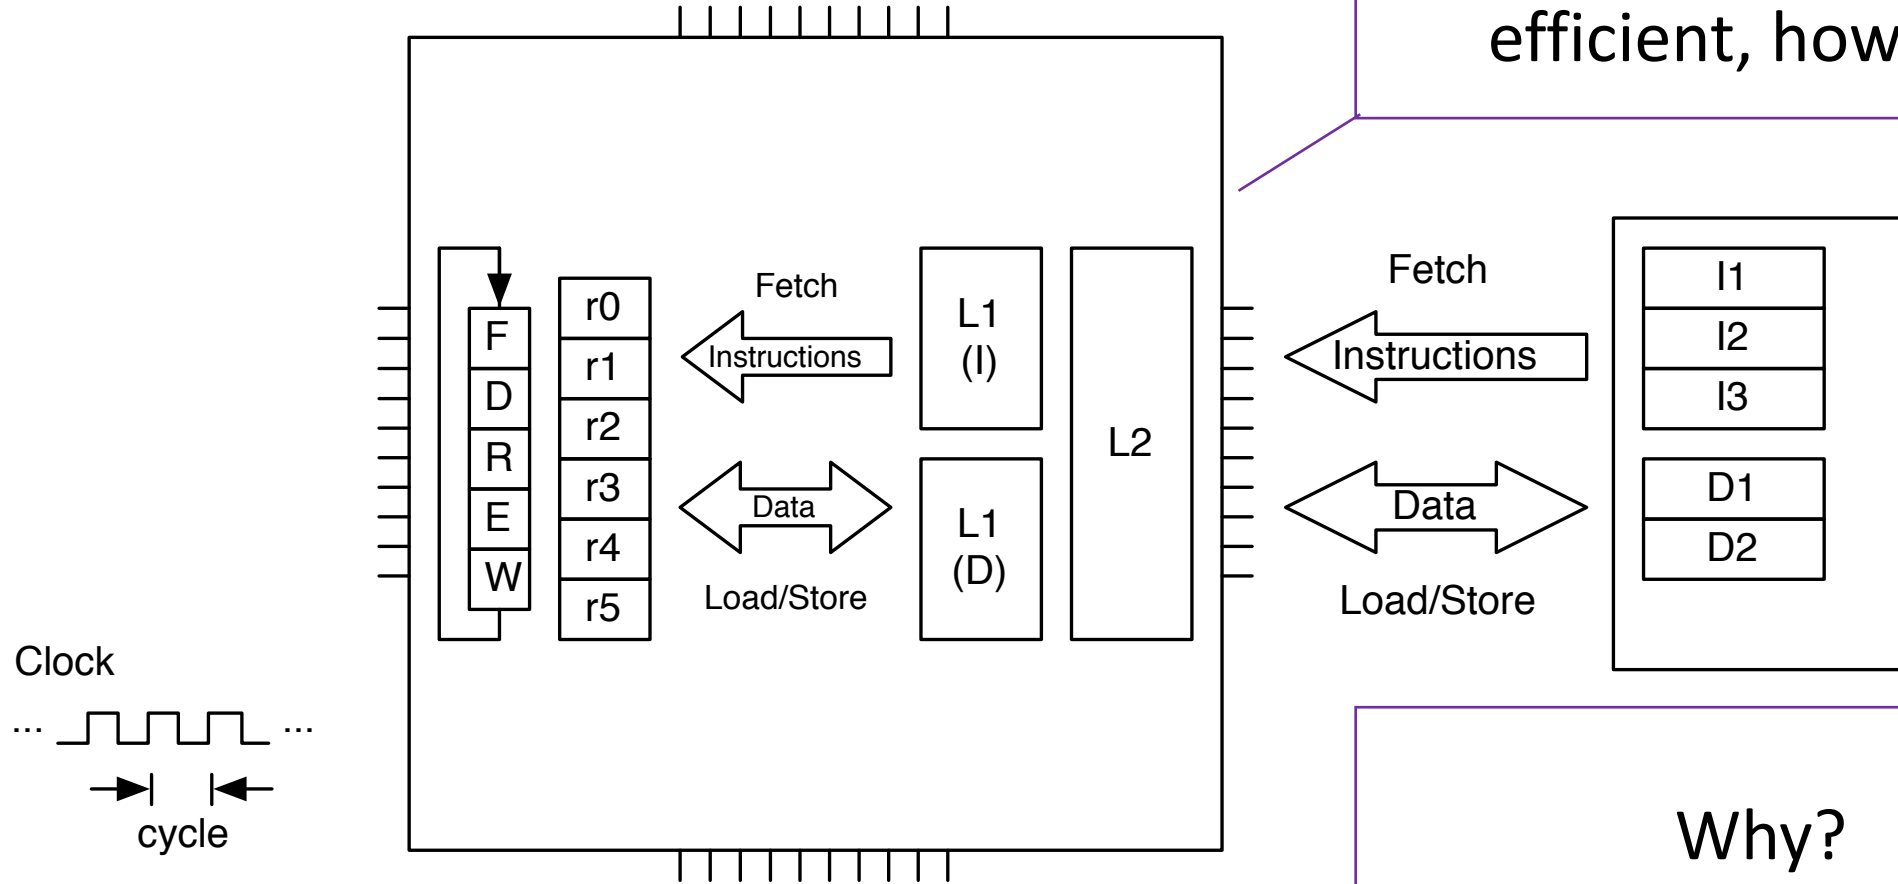 efficient, how
F
D
R
E
W
r0
r1
r2
r3
r4
r5
Fetch
Instructions
Data
Load/Store
L1
(I)
L1
(D)
L2
Fetch
Instructions
Data
Load/Store
I1
I2
I3
D1
D2
Clock
... ...
cycle
Why?